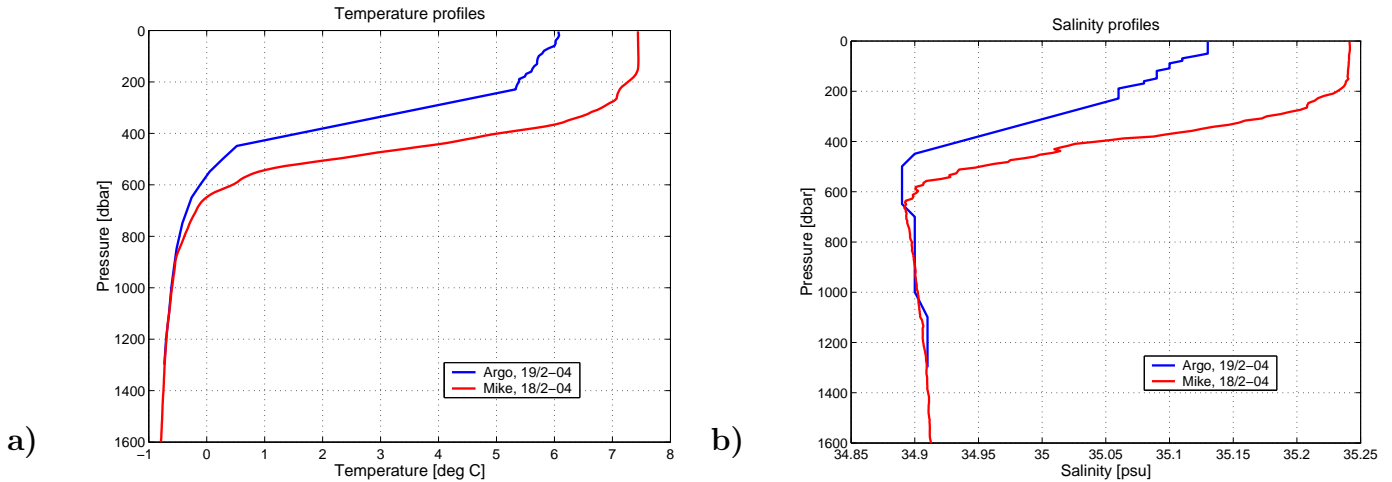 Temperature profiles
0
200
400
600
800
1000
1200
1400
1600
Pressure [dbar]
−1 0 1 2 3 4 5 6 7 8
Temperature [deg C]
Argo, 19/2−04
Mike, 18/2−04
a)
Salinity profiles
0
200
400
600
800
1000
1200
1400
1600
Pressure [dbar]
34.85 34.9 34.95 35 35.05 35.1 35.15 35.2 35.25
Salinity [psu]
Argo, 19/2−04
Mike, 18/2−04
b)